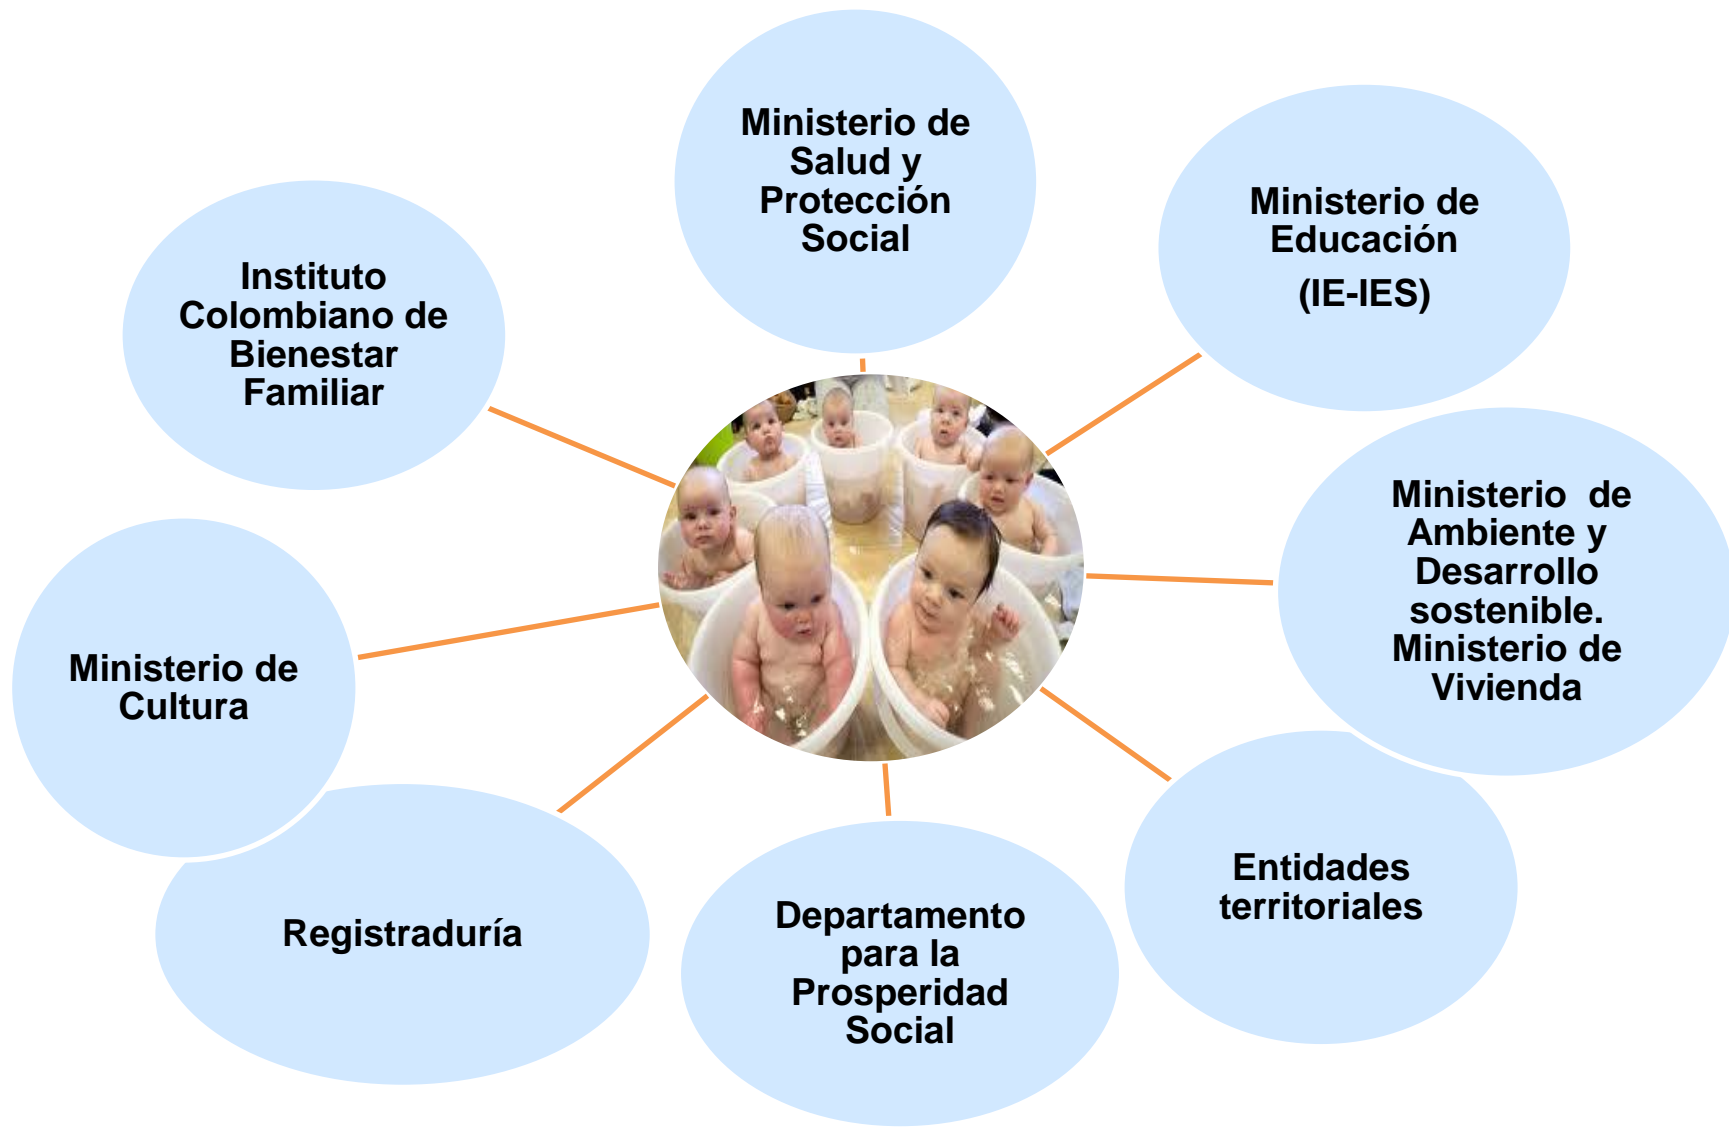 Ministerio de
Salud y
Protección
Social
Ministerio de
Educación
(IE-IES)
Ministerio  de
Ambiente y
Desarrollo
sostenible.
Ministerio de
Vivienda
Entidades
territoriales
Departamento
para la
Prosperidad
Social
Registraduría
Ministerio de
Cultura
Instituto
Colombiano de
Bienestar
Familiar